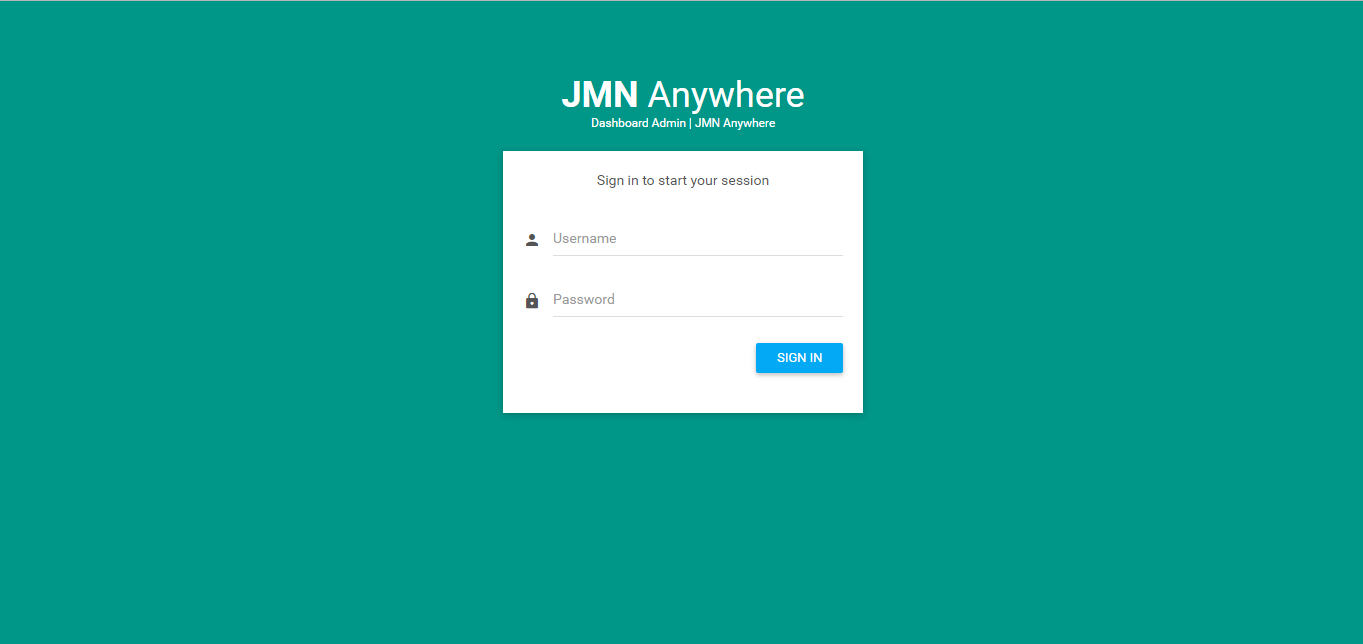 JMN Anywhere
Dashboard Admin | JMN Anywhere
Sign in to start your session
Username
Password
SIGN IN